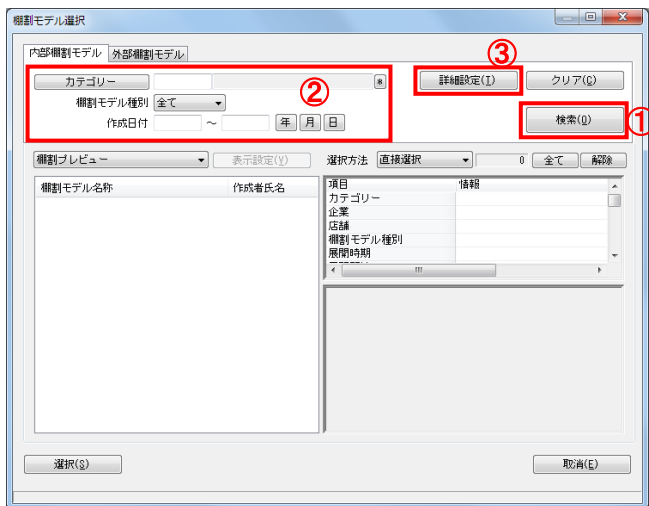 棚割モデル選択
内部棚割モデル 外部棚割モデル
③
カテゴリー * ② 詳細設定(I) クリア(C)
棚割モデル種別 全て
作成日付 ～ 年 月 日 検索(Q) ①
棚割プレビュー 表示設定(V) 選択方法 直接選択 0 全て 解除
棚割モデル名称 作成者氏名 項目 情報
カテゴリー
企業
店舗
棚割モデル種別
展開時期
選択(S) 取消(E)